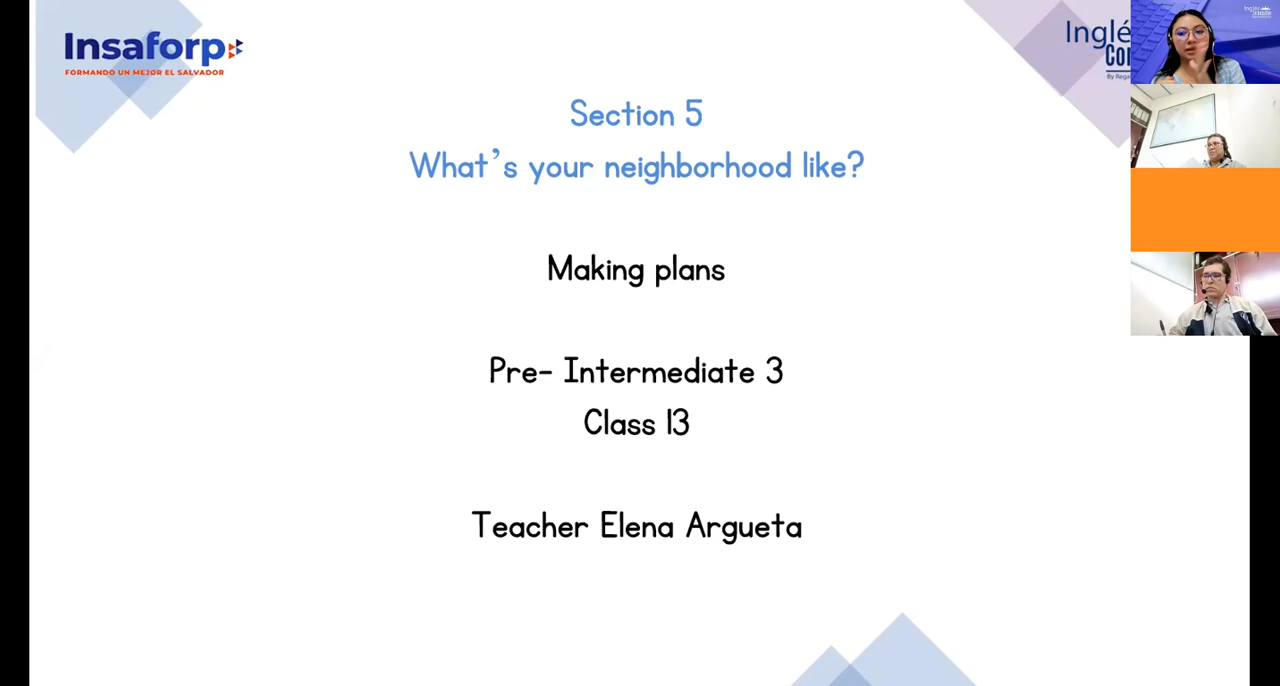 Insaforp
FORMANDO UN MEJOR EL SALVADOR
Section 5
What's your neighborhood like?
Making plans
Pre- Intermediate 3
Class 13
Teacher Elena Argueta